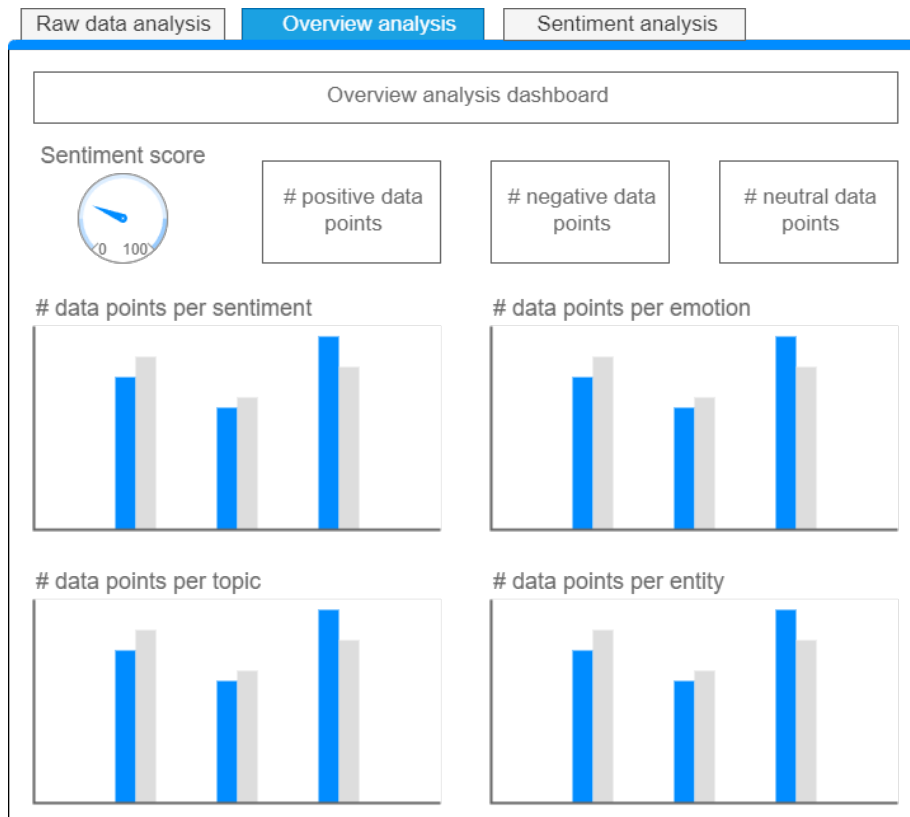 Raw data analysis
Overview analysis
Sentiment analysis
Overview analysis dashboard
Sentiment score
0 100
# positive data
points
# negative data
points
# neutral data
points
# data points per sentiment
# data points per emotion
# data points per topic
# data points per entity